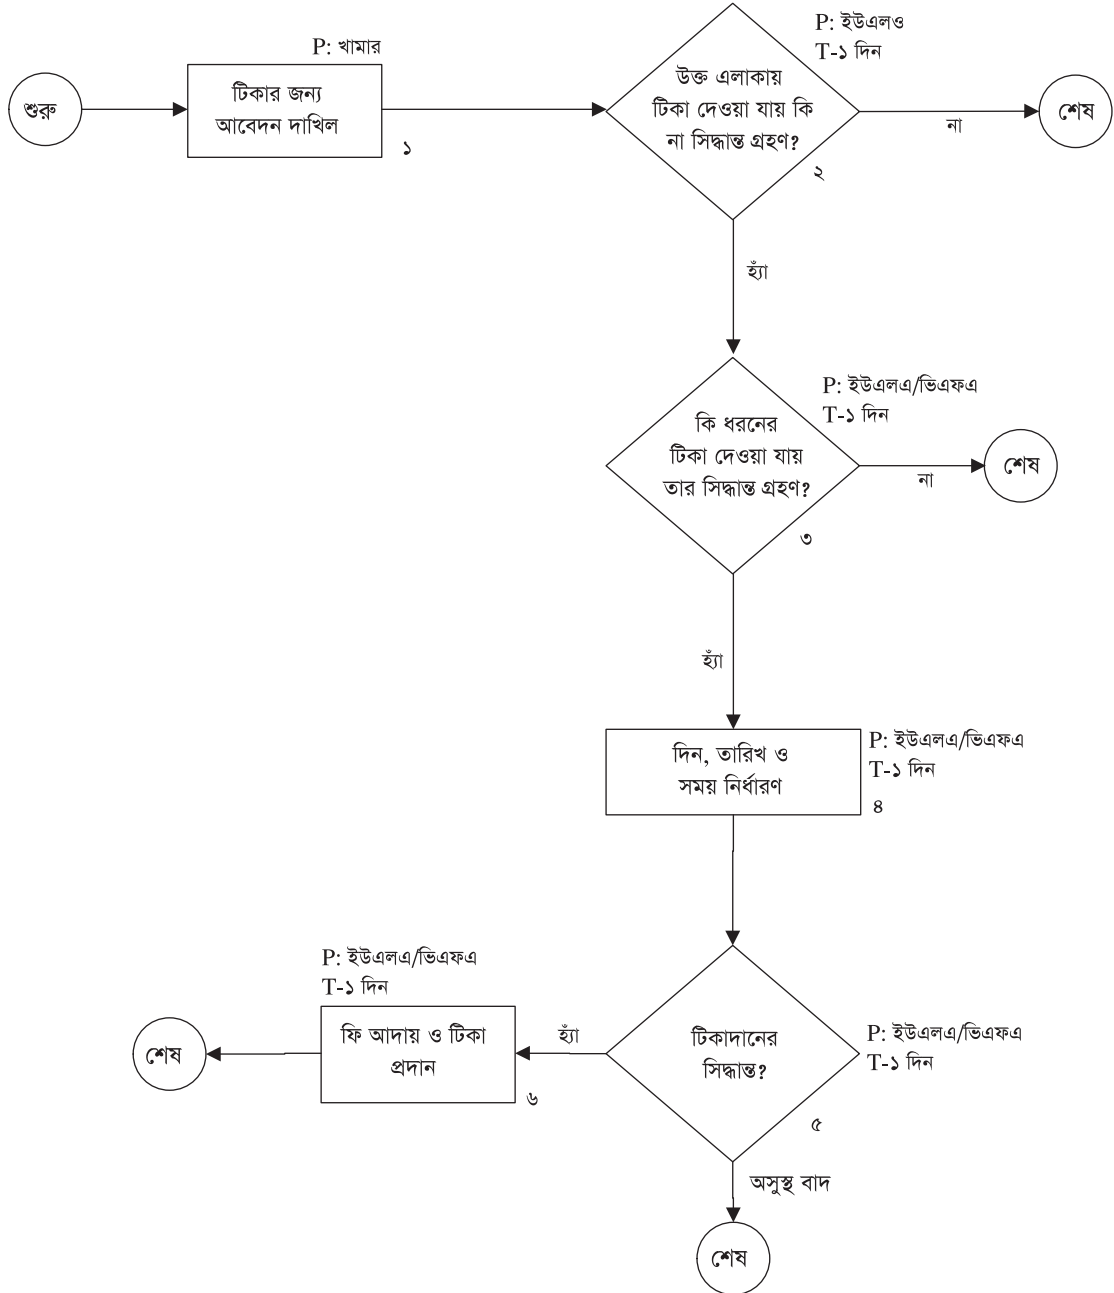 শুরু
P: খামার
টিকার জন্য
আবেদন দাখিল
১
P: ইউএলও
T-১ দিন
উক্ত এলাকায়
টিকা দেওয়া যায় কি
না সিদ্ধান্ত গ্রহণ?
২
না
শেষ
হ্যাঁ
P: ইউএলএ/ভিএফএ
T-১ দিন
কি ধরনের
টিকা দেওয়া যায়
তার সিদ্ধান্ত গ্রহণ?
৩
না
শেষ
হ্যাঁ
দিন, তারিখ ও
সময় নির্ধারণ
P: ইউএলএ/ভিএফএ
T-১ দিন
৪
টিকাদানের
সিদ্ধান্ত?
P: ইউএলএ/ভিএফএ
T-১ দিন
৫
হ্যাঁ
P: ইউএলএ/ভিএফএ
T-১ দিন
ফি আদায় ও টিকা
প্রদান
৬
শেষ
অসুস্থ বাদ
শেষ